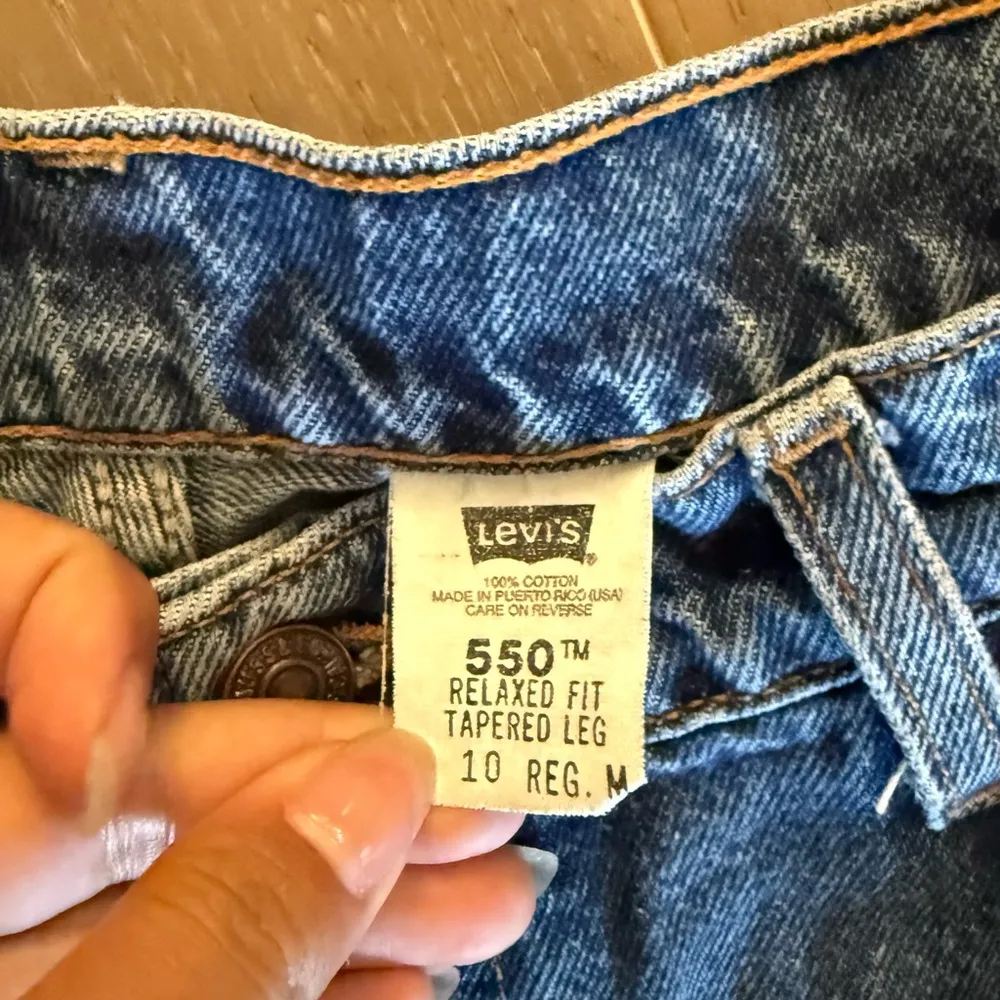 LEVI'S
100% COTTON
MADE IN PUERTO RICO (USA)
CARE ON REVERSE
550™
RELAXED FIT
TAPERED LEG
10 REG. M